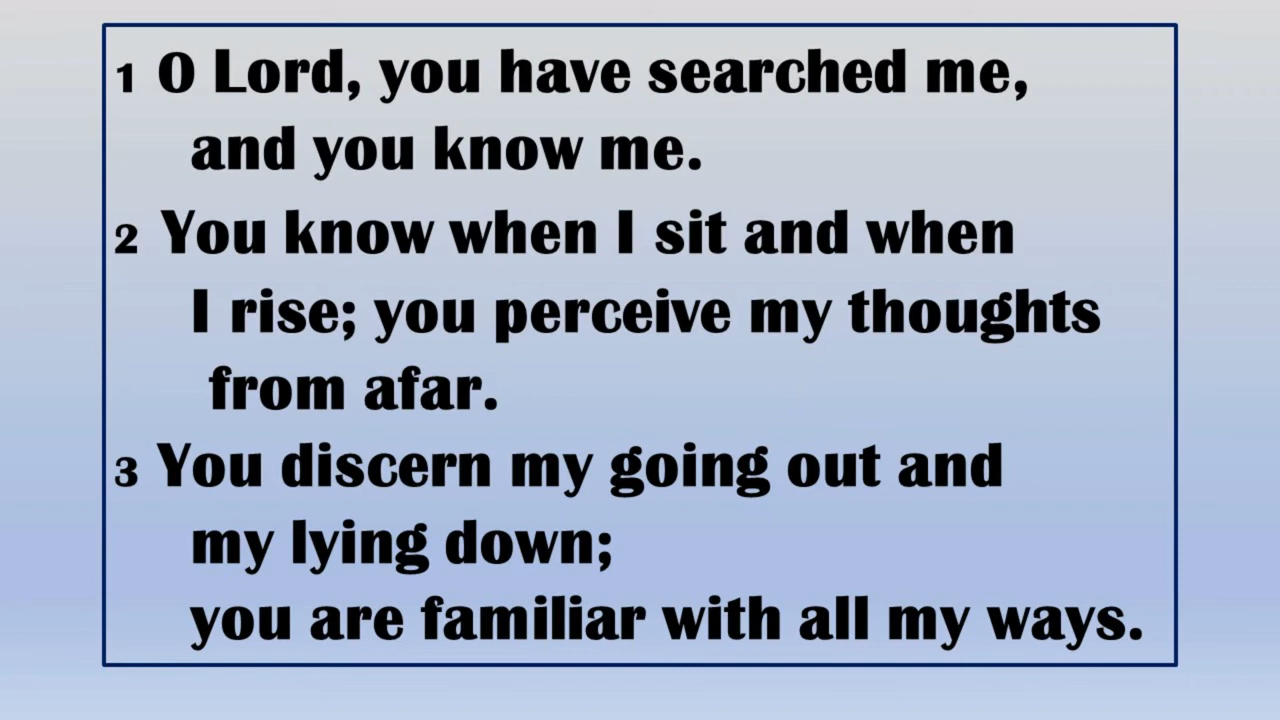 1 O Lord, you have searched me,
and you know me.
2 You know when I sit and when
I rise; you perceive my thoughts
from afar.
3 You discern my going out and
my lying down;
you are familiar with all my ways.